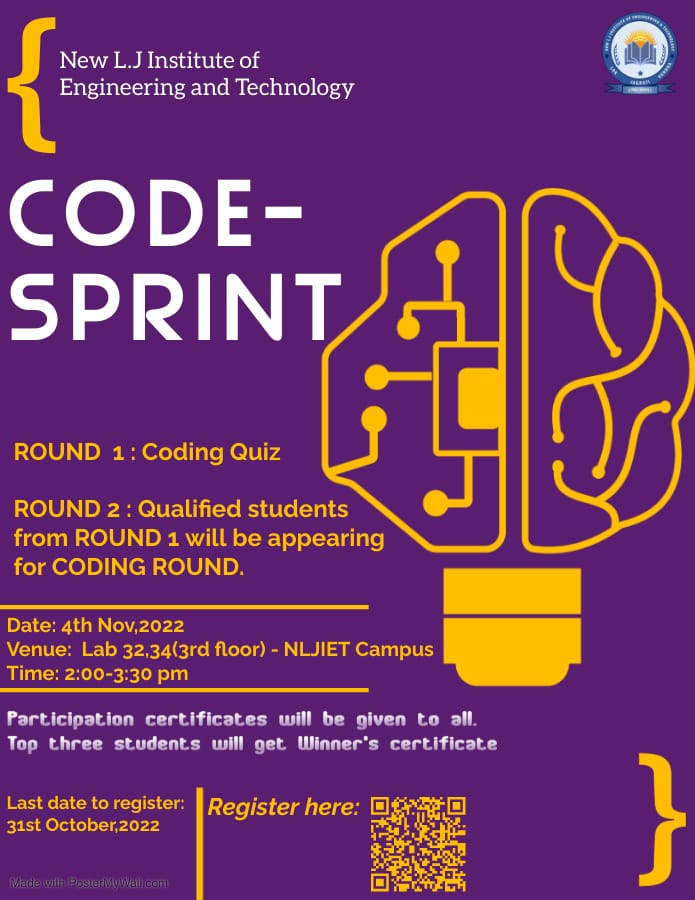 New L.J Institute of
Engineering and Technology
CODE-
SPRINT
ROUND 1 : Coding Quiz
ROUND 2 : Qualified students
from ROUND 1 will be appearing
for CODING ROUND.
Date: 4th Nov,2022
Venue: Lab 32,34(3rd floor) - NLJIET Campus
Time: 2:00-3:30 pm
Participation certificates will be given to all.
Top three students will get Winner's certificate
Last date to register:
31st October,2022
Register here:
Made with PosterMyWall.com